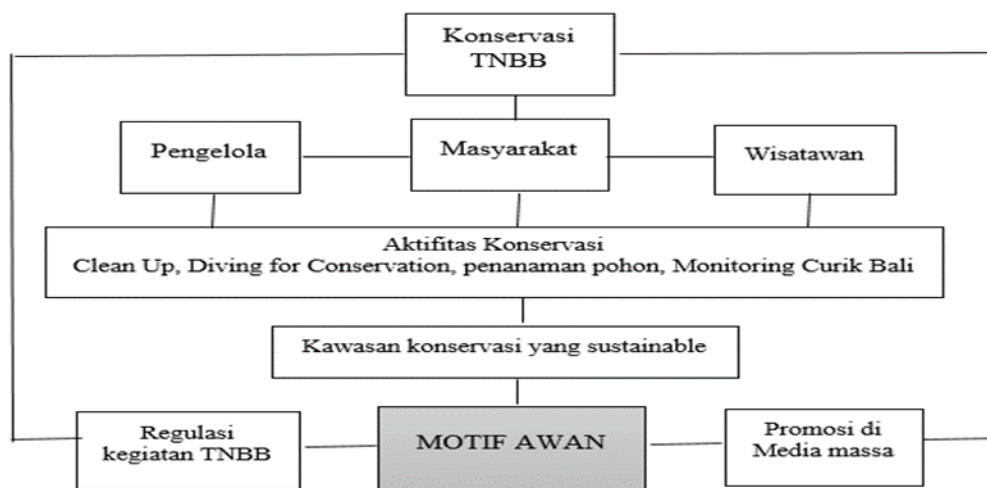 Konservasi
TNBB
Pengelola
Masyarakat
Wisatawan
Aktifitas Konservasi
Clean Up, Diving for Conservation, penanaman pohon, Monitoring Curik Bali
Kawasan konservasi yang sustainable
Regulasi
kegiatan TNBB
MOTIF AWAN
Promosi di
Media massa